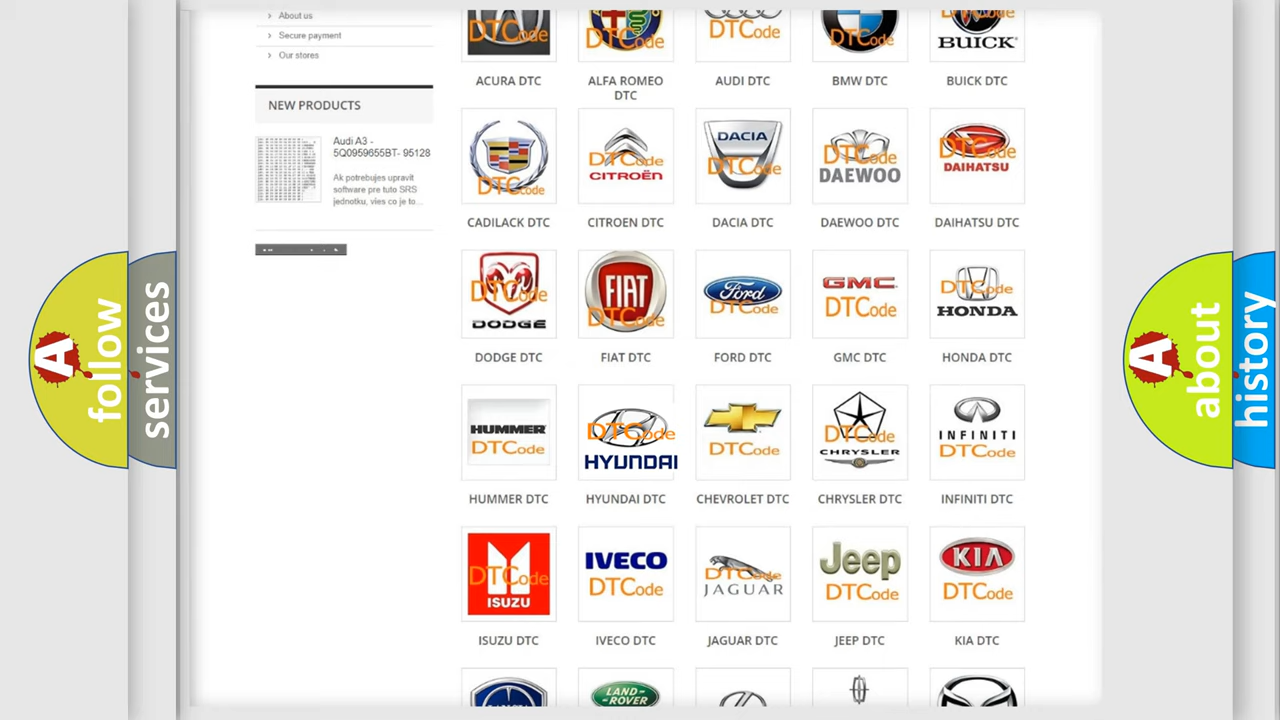 About us
Secure payment
Our stores
NEW PRODUCTS
Audi A3 -
5Q0959655BT- 95128
Ak potrebujes upravit
software pre tuto SRS
jednotku, vies co je to...
DTCode
DTCode
DTCode
DTCode
BUICK
ACURA DTC
ALFA ROMEO
DTC
AUDI DTC
BMW DTC
BUICK DTC
DTCode
DTCode
CITROËN
DACIA
DTCode
DTCode
DAEWOO
DTCode
DAIHATSU
CADILACK DTC
CITROEN DTC
DACIA DTC
DAEWOO DTC
DAIHATSU DTC
DTCode
DODGE
FIAT
DTCode
Ford
DTCode
GMC
DTCode
DTCode
HONDA
DODGE DTC
FIAT DTC
FORD DTC
GMC DTC
HONDA DTC
HUMMER
DTCode
DTCode
HYUNDAI
DTCode
DTCode
CHRYSLER
INFINITI
DTCode
HUMMER DTC
HYUNDAI DTC
CHEVROLET DTC
CHRYSLER DTC
INFINITI DTC
DTCode
ISUZU
IVECO
DTCode
DTCode
JAGUAR
Jeep
DTCode
KIA
DTCode
ISUZU DTC
IVECO DTC
JAGUAR DTC
JEEP DTC
KIA DTC
LAND-
ROVER
A follow
services
A about
history